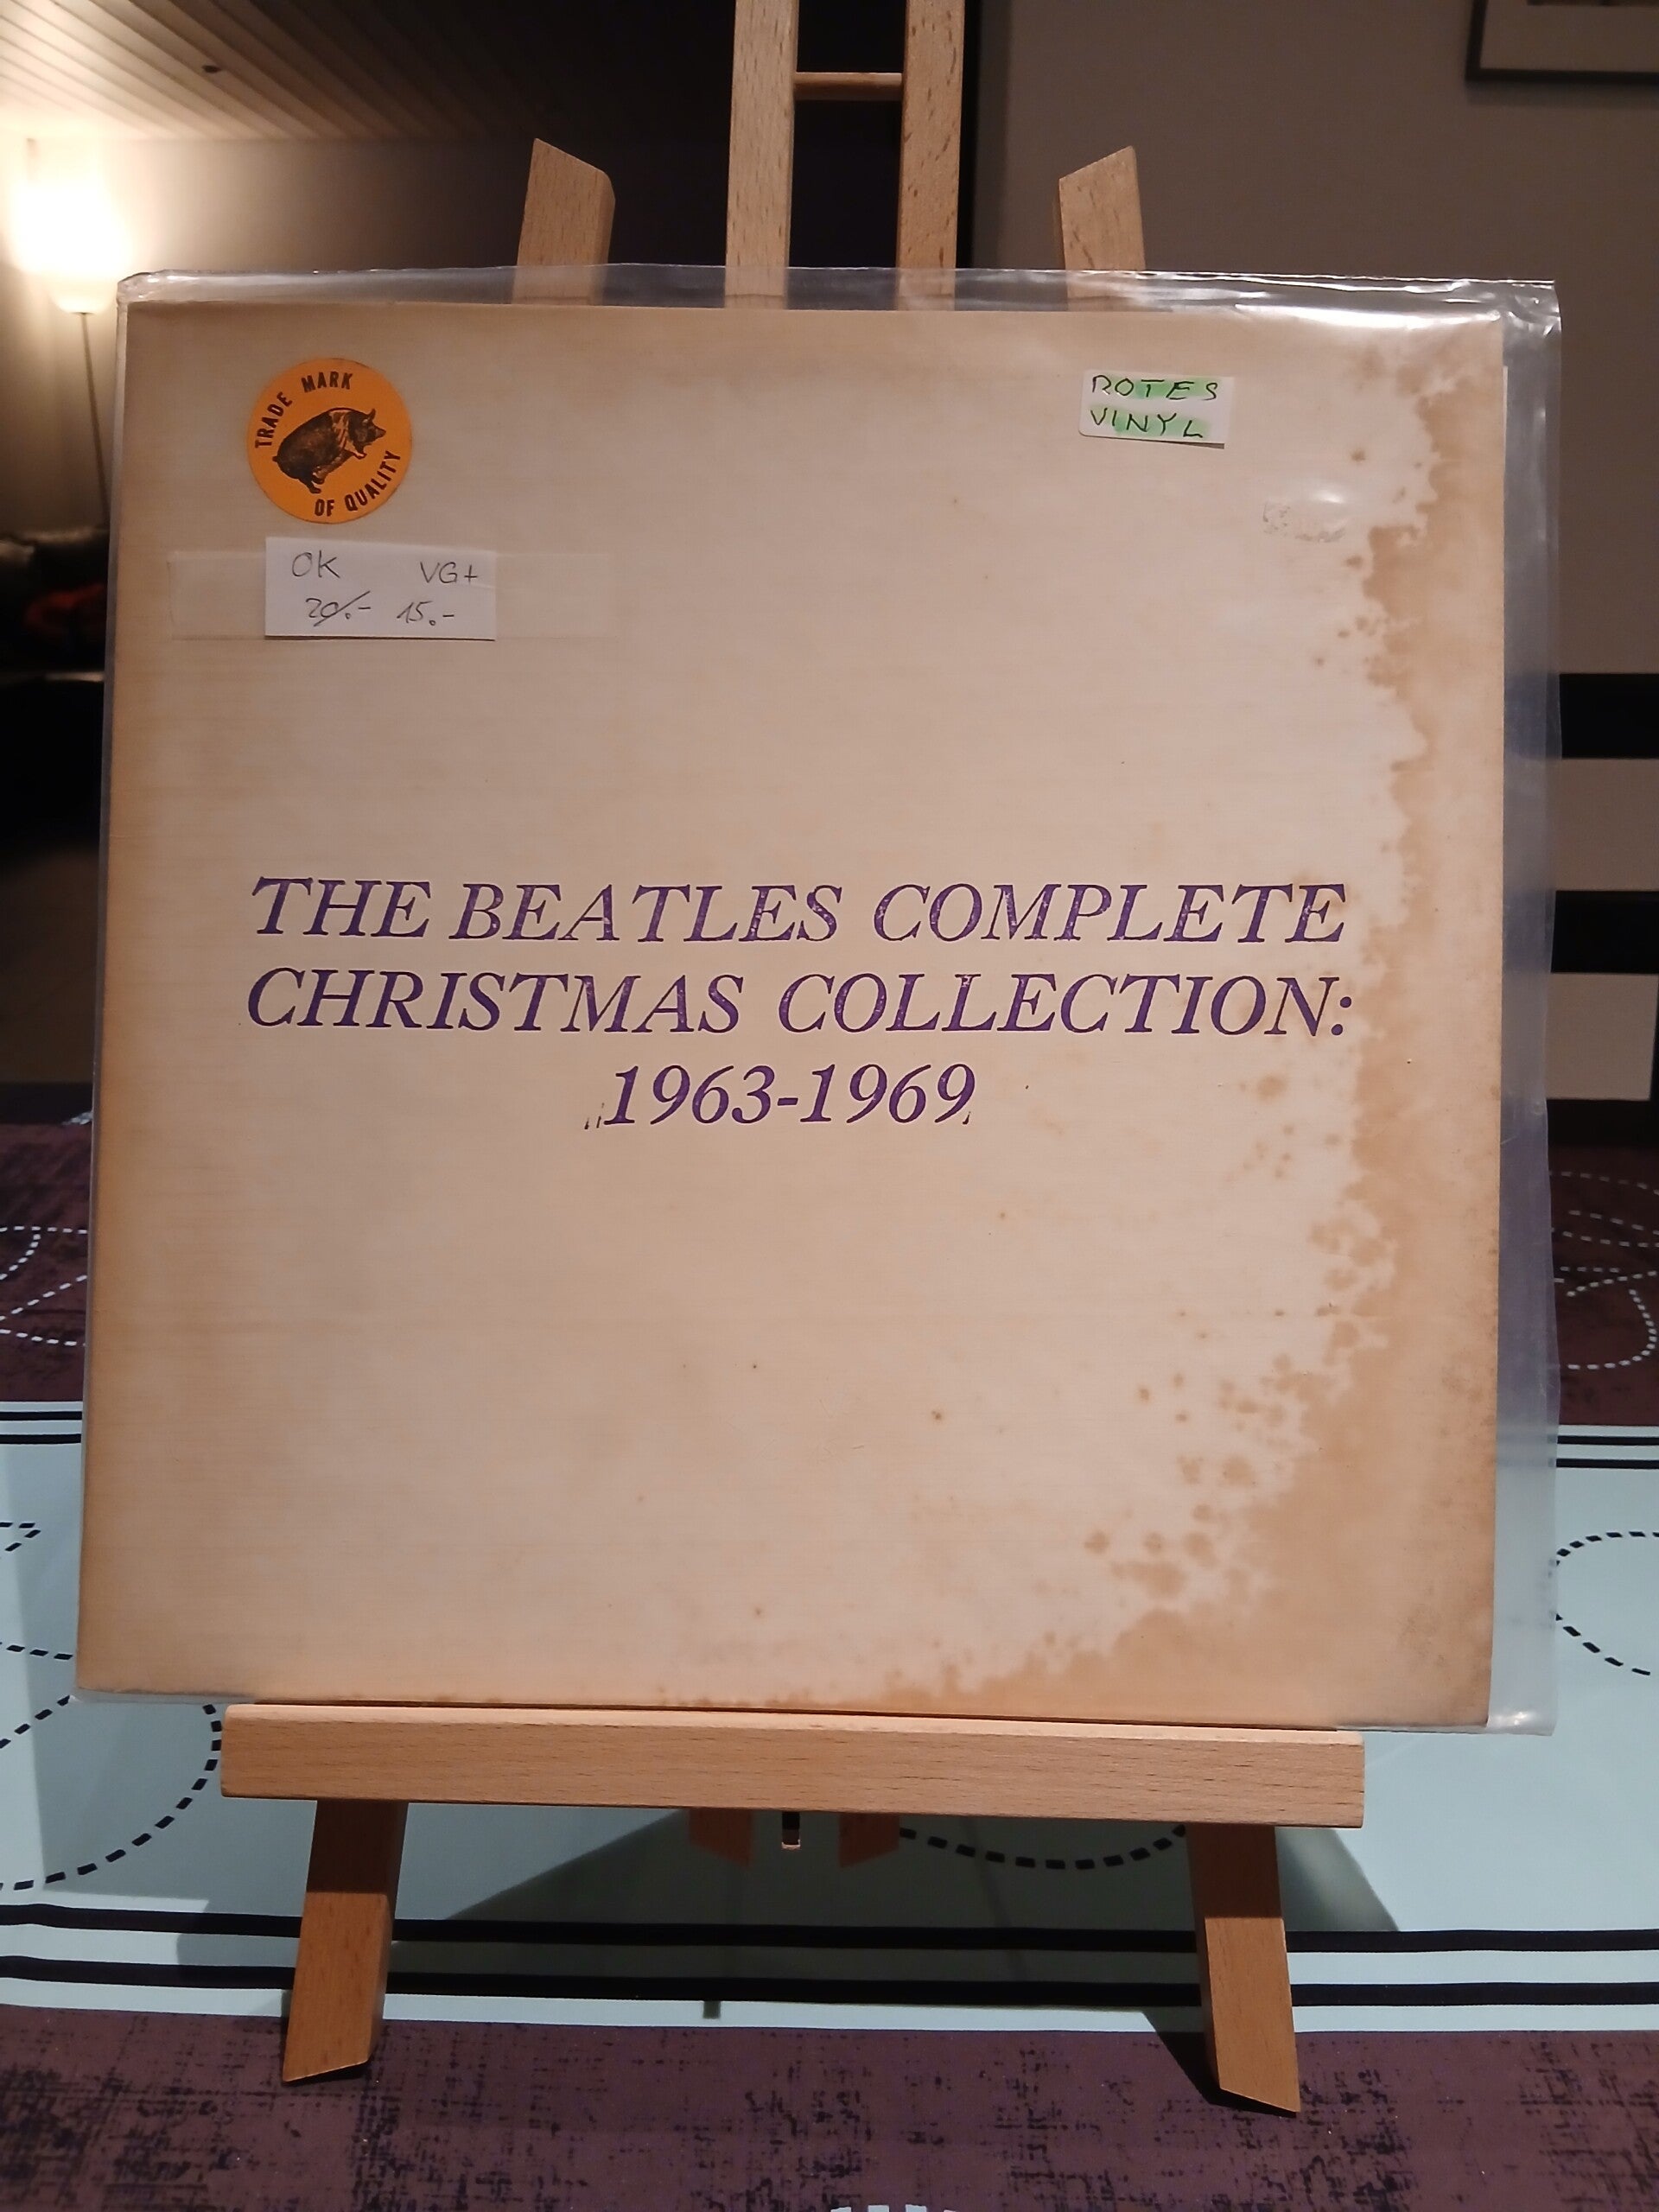 TRADE MARK
OF QUALITY
ROTES
VINYL
OK VG+
20.- 15.-
THE BEATLES COMPLETE
CHRISTMAS COLLECTION:
1963-1969